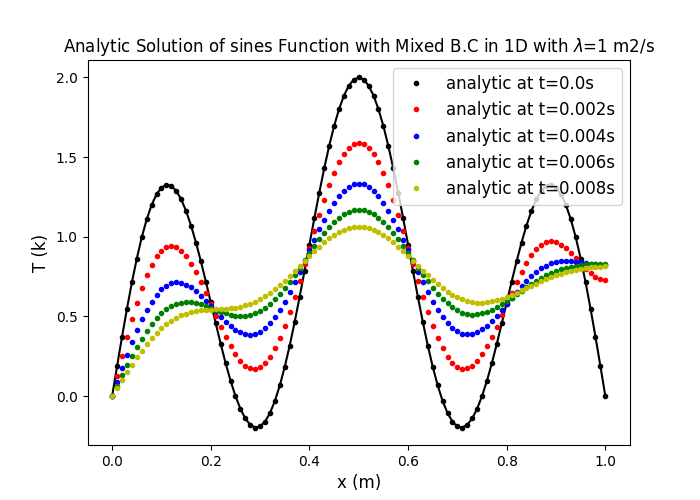 Analytic Solution of sines Function with Mixed B.C in 1D with λ=1 m2/s
analytic at t=0.0s
analytic at t=0.002s
analytic at t=0.004s
analytic at t=0.006s
analytic at t=0.008s
T (k)
2.0
1.5
1.0
0.5
0.0
0.0 0.2 0.4 0.6 0.8 1.0
x (m)